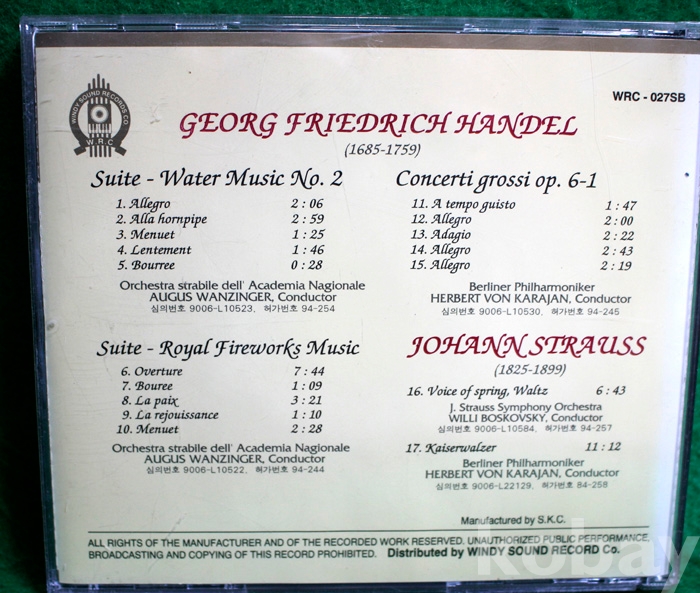 WINDY SOUND RECORDS CO.
W.R.C
WRC - 027SB
GEORG FRIEDRICH HANDEL
(1685-1759)
Suite - Water Music No. 2
1. Allegro 2 : 06
2. Alla hornpipe 2 : 59
3. Menuet 1 : 25
4. Lentement 1 : 46
5. Bourree 0 : 28
Orchestra strabile dell' Academia Nagionale
AUGUS WANZINGER, Conductor
심의번호 9006-L10523, 허가번호 94-254
Suite - Royal Fireworks Music
6. Overture 7 : 44
7. Bouree 1 : 09
8. La paix 3 : 21
9. La rejouissance 1 : 10
10. Menuet 2 : 28
Orchestra strabile dell' Academia Nagionale
AUGUS WANZINGER, Conductor
심의번호 9006-L10522, 허가번호 94-244
Concerti grossi op. 6-1
11. A tempo guisto 1 : 47
12. Allegro 2 : 00
13. Adagio 2 : 22
14. Allegro 2 : 43
15. Allegro 2 : 19
Berliner Philharmoniker
HERBERT VON KARAJAN, Conductor
심의번호 9006-L10530, 허가번호 94-245
JOHANN STRAUSS
(1825-1899)
16. Voice of spring, Waltz 6 : 43
J. Strauss Symphony Orchestra
WILLI BOSKOVSKY, Conductor
심의번호 9006-L10584, 허가번호 94-257
17. Kaiserwalzer 11 : 12
Berliner Philharmoniker
HERBERT VON KARAJAN, Conductor
심의번호 9006-L22129, 허가번호 84-258
Manufactured by S.K.C.
ALL RIGHTS OF THE MANUFACTURER AND OF THE RECORDED WORK RESERVED. UNAUTHORIZED PUBLIC PERFORMANCE,
BROADCASTING AND COPYING OF THIS RECORD PROHIBITED. Distributed by WINDY SOUND RECORD Co.
kobay